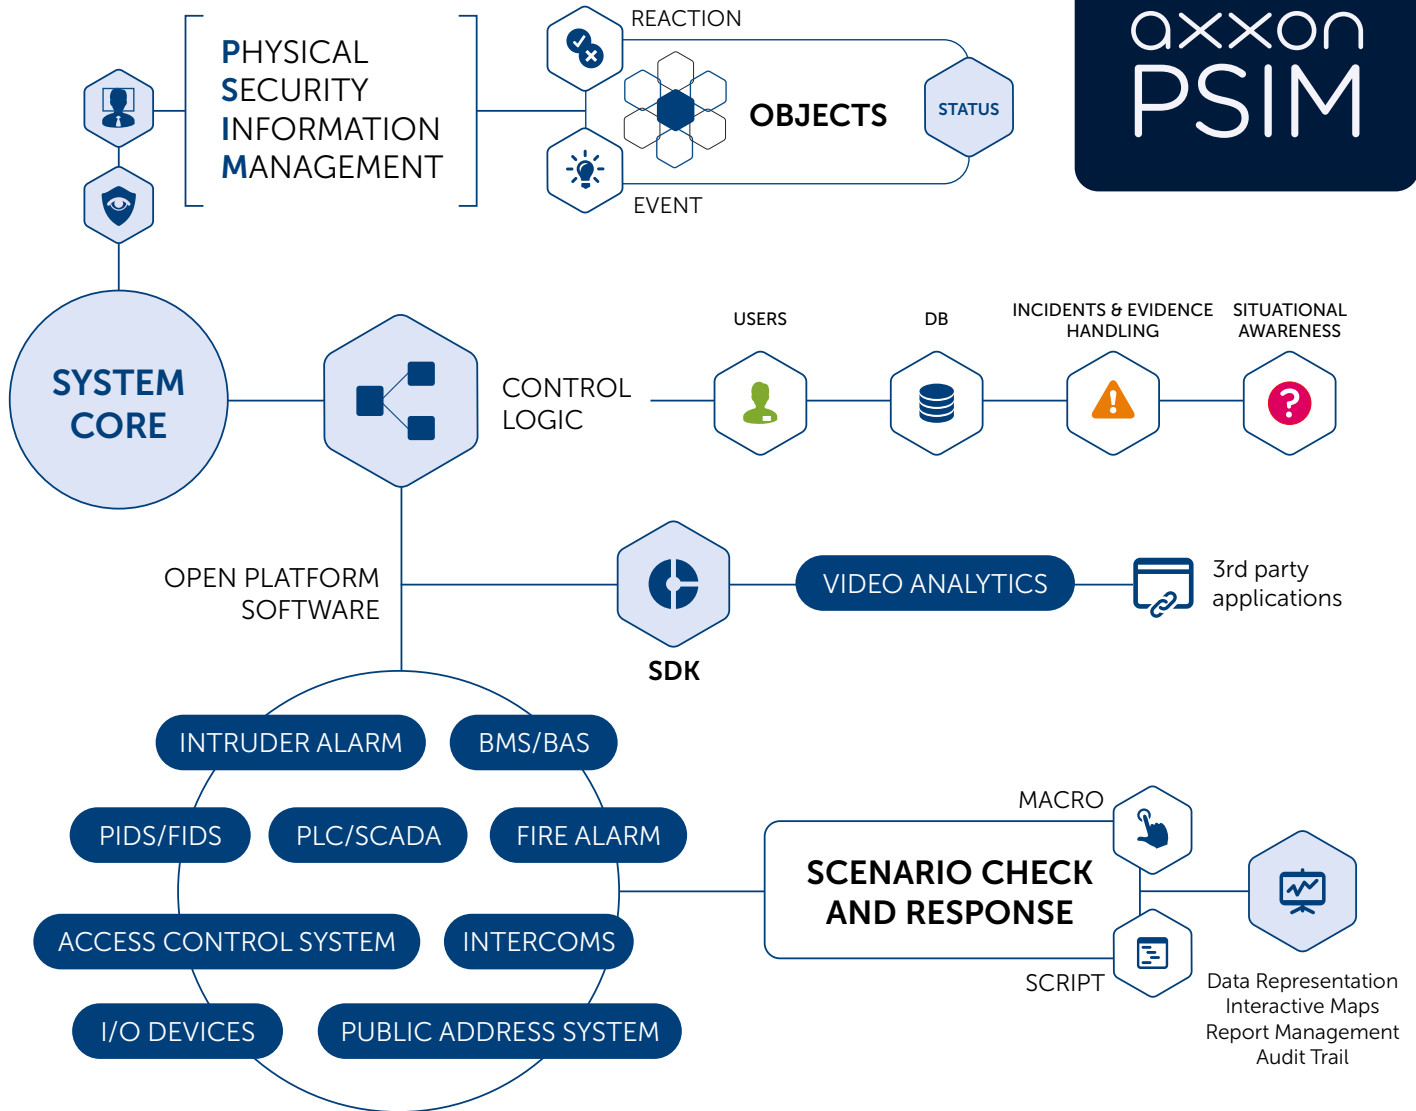 PHYSICAL
SECURITY
INFORMATION
MANAGEMENT
REACTION
OBJECTS
STATUS
EVENT
axxon
PSIM
SYSTEM
CORE
CONTROL
LOGIC
USERS
DB
INCIDENTS & EVIDENCE
HANDLING
SITUATIONAL
AWARENESS
OPEN PLATFORM
SOFTWARE
SDK
VIDEO ANALYTICS
3rd party
applications
INTRUDER ALARM
BMS/BAS
PIDS/FIDS
PLC/SCADA
FIRE ALARM
ACCESS CONTROL SYSTEM
INTERCOMS
I/O DEVICES
PUBLIC ADDRESS SYSTEM
MACRO
SCENARIO CHECK
AND RESPONSE
SCRIPT
Data Representation
Interactive Maps
Report Management
Audit Trail